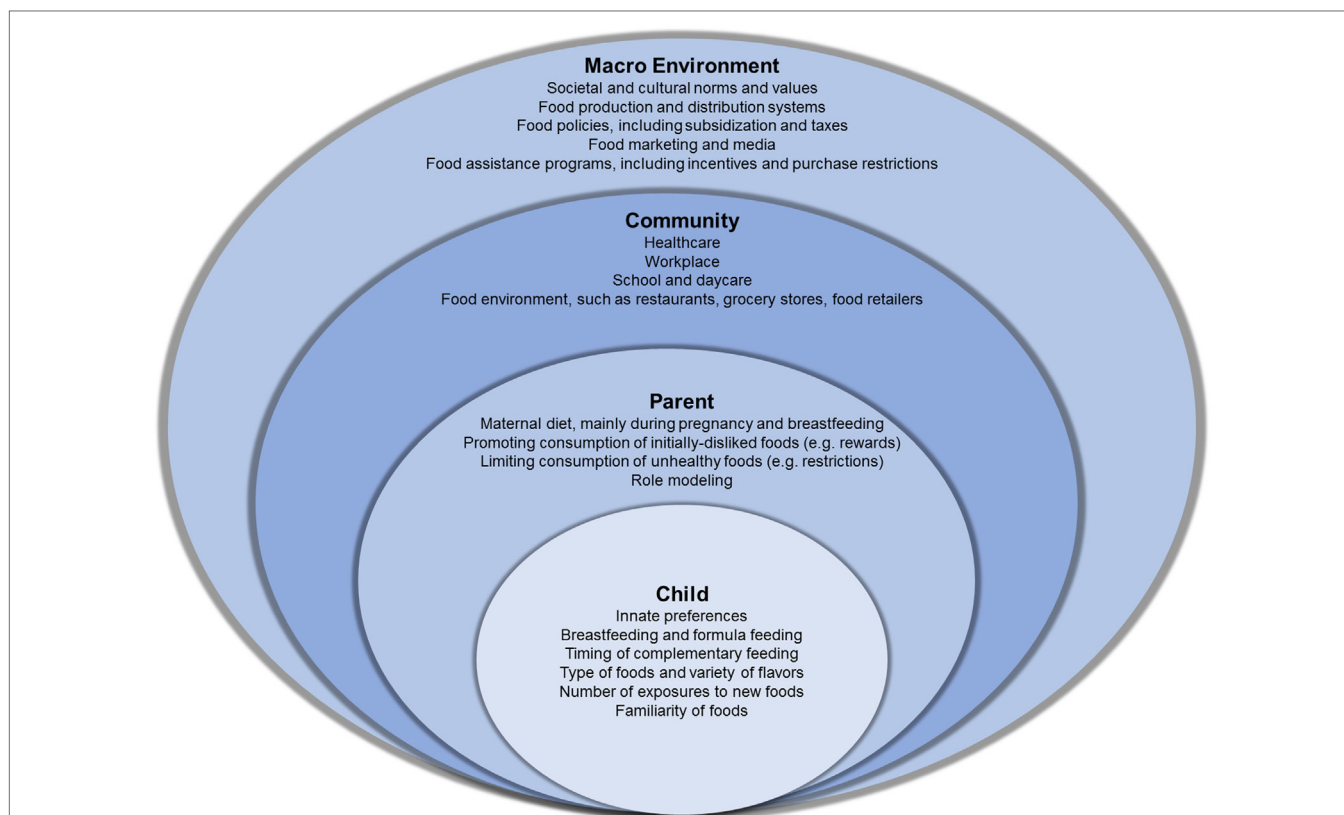 Macro Environment
Societal and cultural norms and values
Food production and distribution systems
Food policies, including subsidization and taxes
Food marketing and media
Food assistance programs, including incentives and purchase restrictions
Community
Healthcare
Workplace
School and daycare
Food environment, such as restaurants, grocery stores, food retailers
Parent
Maternal diet, mainly during pregnancy and breastfeeding
Promoting consumption of initially-disliked foods (e.g. rewards)
Limiting consumption of unhealthy foods (e.g. restrictions)
Role modeling
Child
Innate preferences
Breastfeeding and formula feeding
Timing of complementary feeding
Type of foods and variety of flavors
Number of exposures to new foods
Familiarity of foods